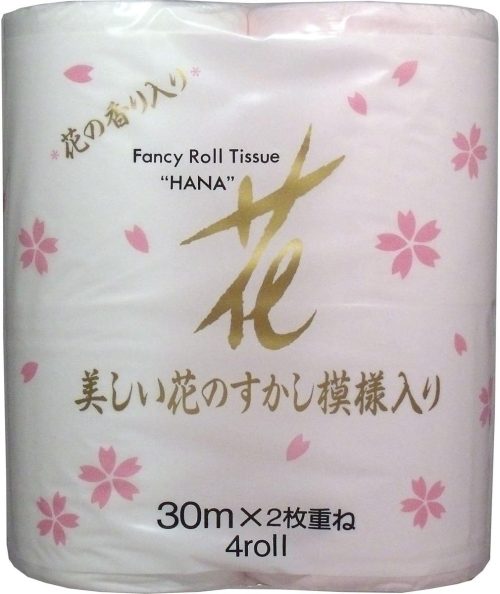 *花の香り入り*
Fancy Roll Tissue
“HANA”
花
美しい花のすかし模様入り
30m×2枚重ね
4roll